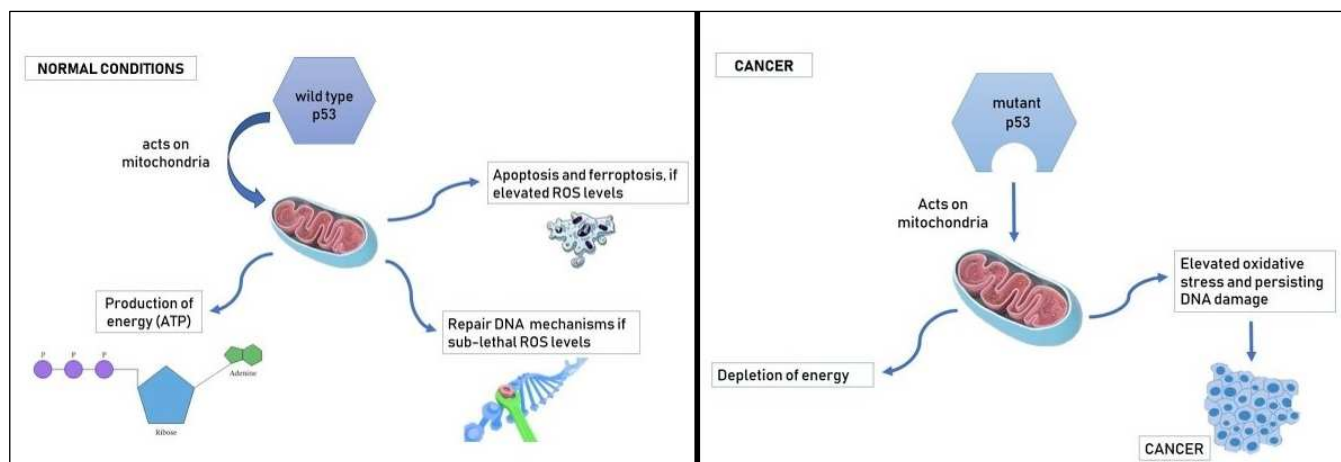 NORMAL CONDITIONS
wild type
p53
acts on
mitochondria
Apoptosis and ferroptosis, if
elevated ROS levels
Production of
energy (ATP)
Repair DNA mechanisms if
sub-lethal ROS levels
P P P
Adenine
Ribose
CANCER
mutant
p53
Acts on
mitochondria
Elevated oxidative
stress and persisting
DNA damage
Depletion of energy
CANCER